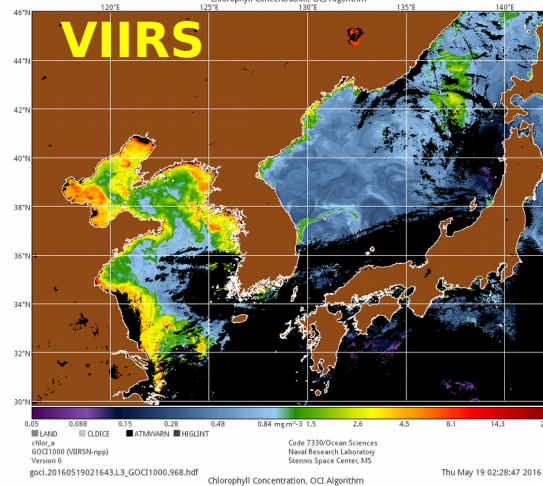 Chlorophyll Concentration, OCI Algorithm
120°E 125°E 130°E 135°E 140°E
46°N
VIIRS
44°N
42°N
40°N
38°N
36°N
34°N
32°N
30°N
0.05 0.088 0.15 0.28 0.48 0.84 mg m^-3 1.5 2.6 4.5 8.1 14.3
LAND CLDICE ATMWARN HIGLINT
chlor_a Code 7330/Ocean Sciences
GOCI1000 (VIIRSN-npp) Naval Research Laboratory
Version 6 Stennis Space Center, MS
goci.20160519021643.L3_GOCI1000.968.hdf Thu May 19 02:28:47 2016
Chlorophyll Concentration, OCI Algorithm